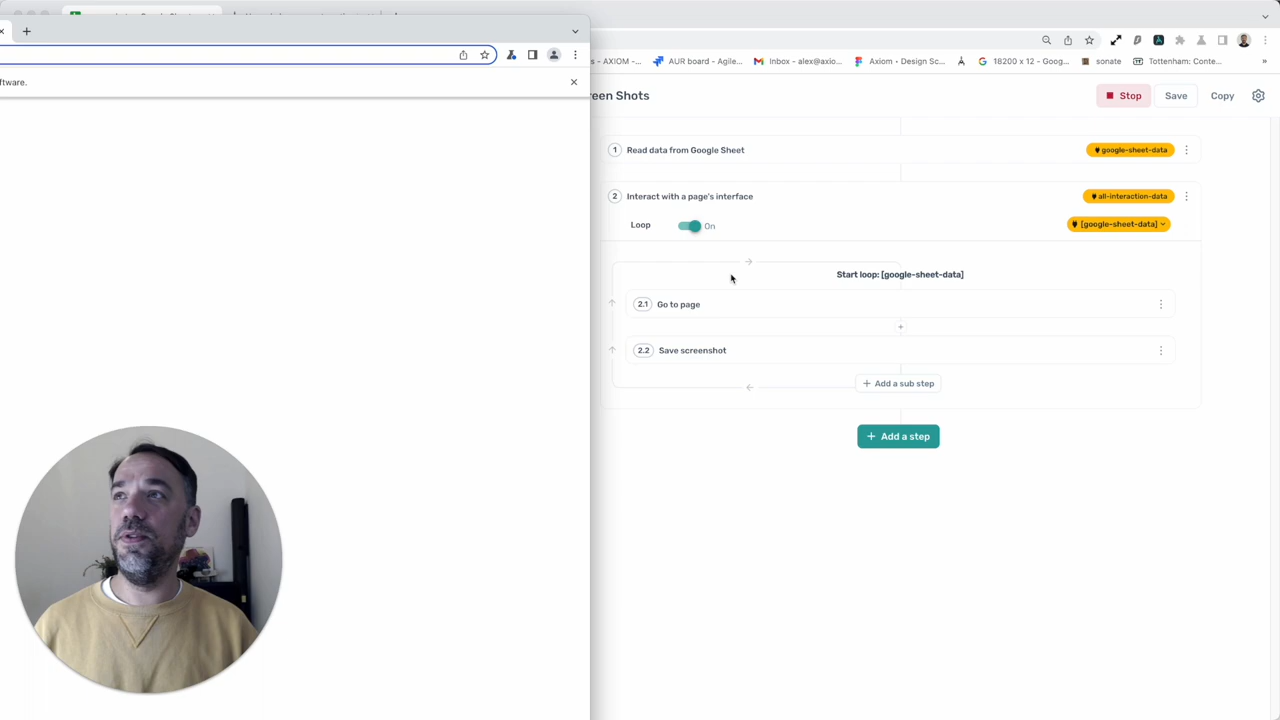 ftware.
- AXIOM -...
AUR board - Agile...
Inbox - alex@axio...
Axiom • Design Sc...
18200 x 12 - Goog...
sonate
Tottenham: Conte...
»
reen Shots
Stop
Save
Copy
1 Read data from Google Sheet
google-sheet-data
2 Interact with a page's interface
all-interaction-data
Loop
On
[google-sheet-data]
Start loop: [google-sheet-data]
2.1 Go to page
2.2 Save screenshot
+ Add a sub step
+ Add a step